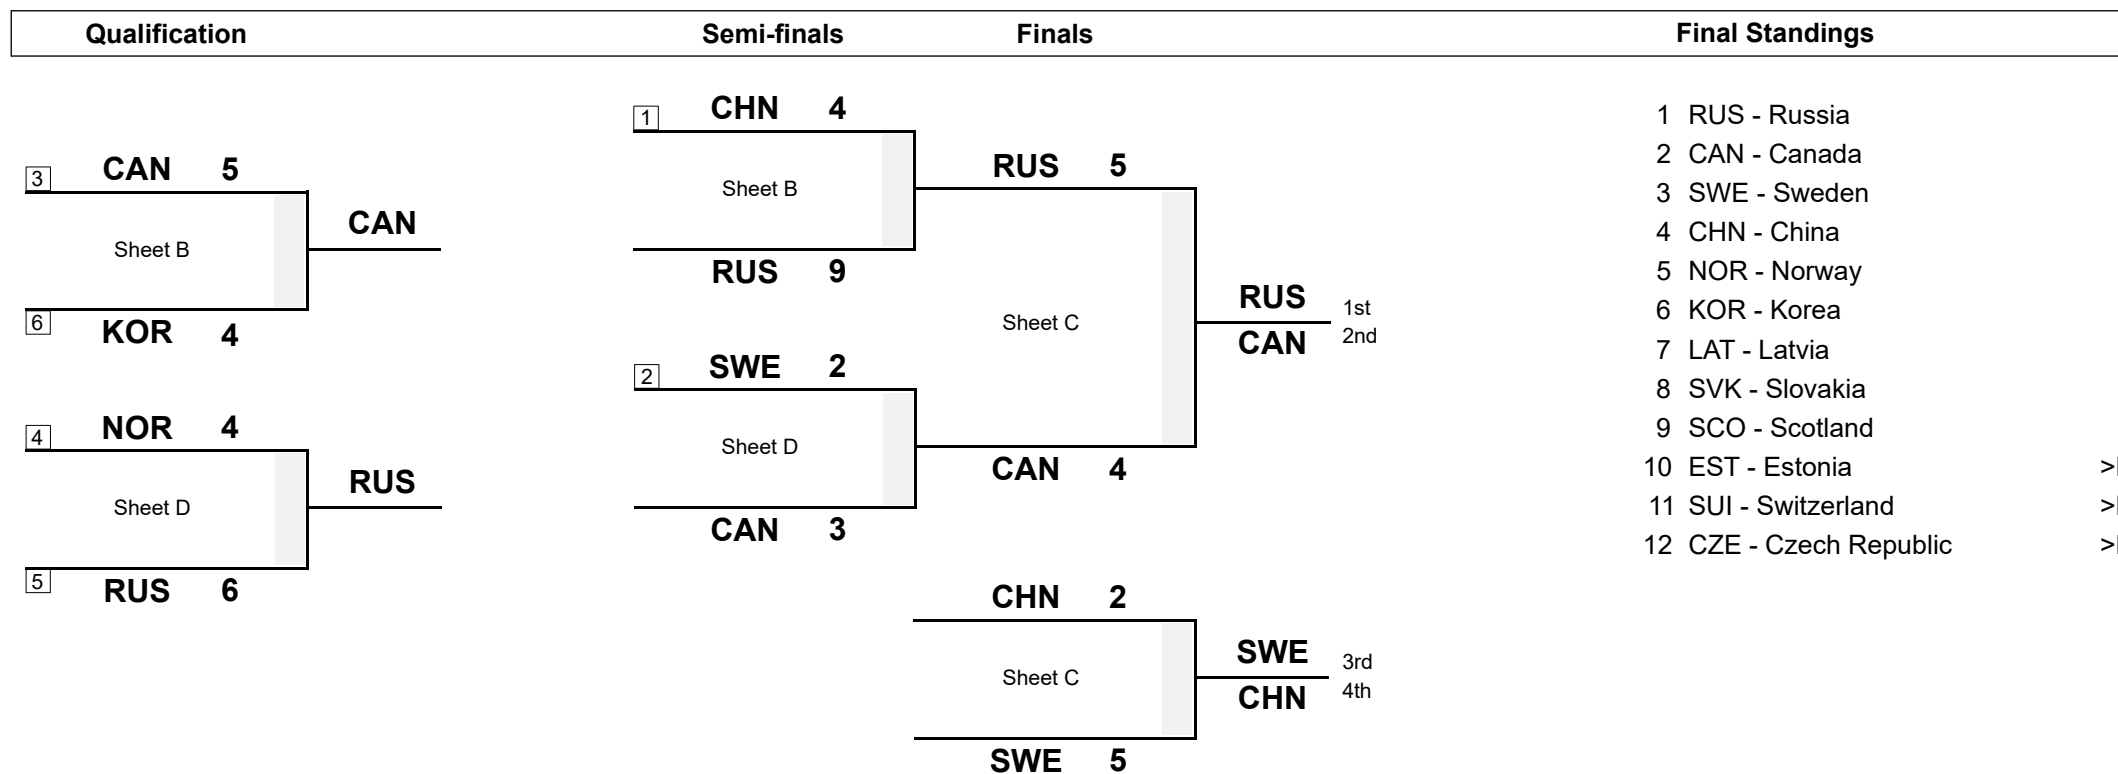 Qualification Semi-finals Finals Final Standings
3 CAN 5
Sheet B
6 KOR 4
CAN
4 NOR 4
Sheet D
5 RUS 6
RUS
1 CHN 4
Sheet B
RUS 9
2 SWE 2
Sheet D
CAN 3
RUS 5
Sheet C
CAN 4
RUS 1st
CAN 2nd
CHN 2
Sheet C
SWE 5
SWE 3rd
CHN 4th
1 RUS - Russia
2 CAN - Canada
3 SWE - Sweden
4 CHN - China
5 NOR - Norway
6 KOR - Korea
7 LAT - Latvia
8 SVK - Slovakia
9 SCO - Scotland
10 EST - Estonia >
11 SUI - Switzerland >
12 CZE - Czech Republic >